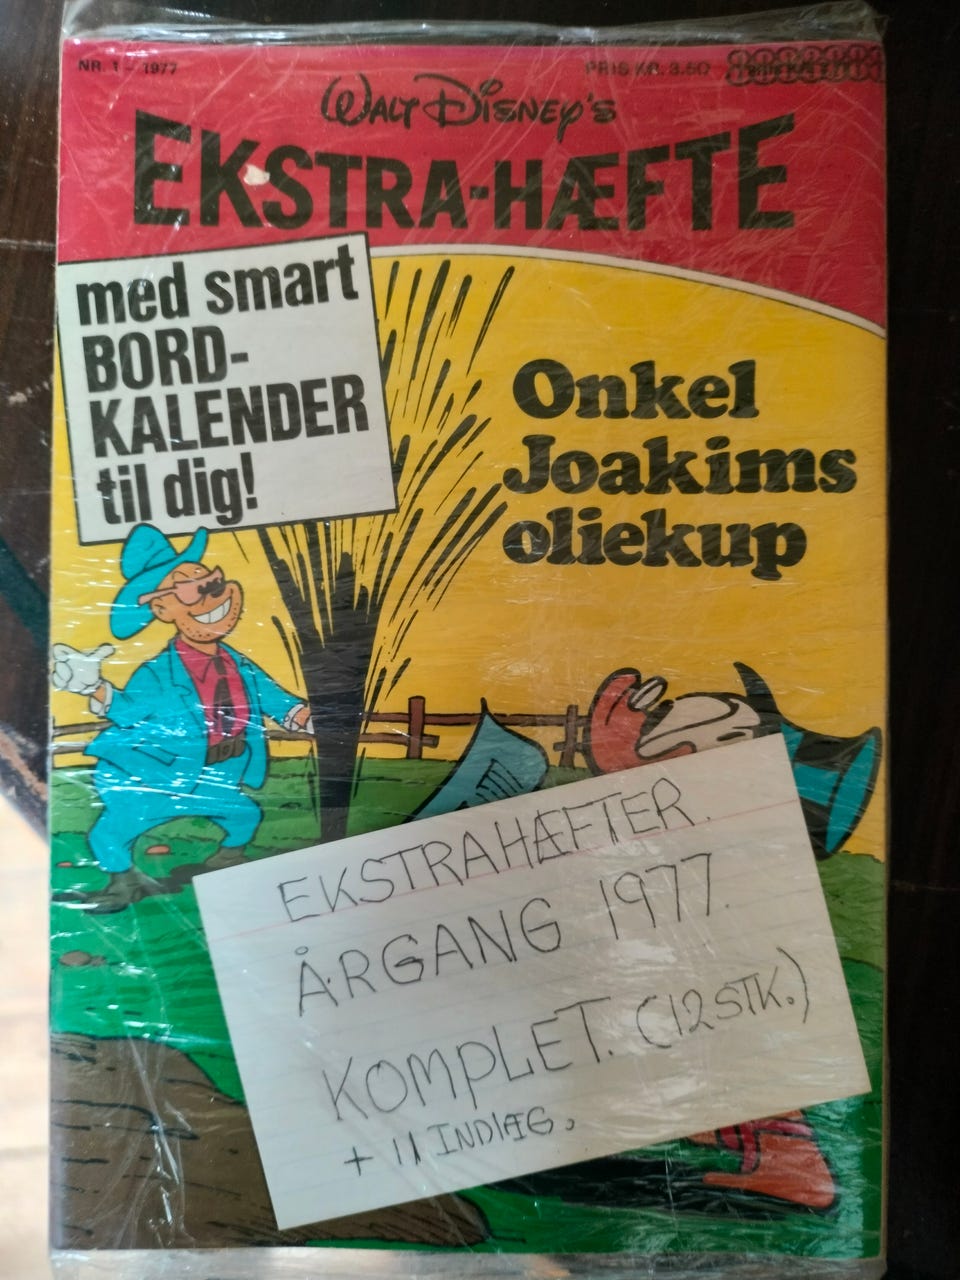 NR. 1 - 1977
PRIS KR. 3.50
WALT DISNEY'S
EKSTRA-HÆFTE
med smart
BORD-
KALENDER
til dig!
Onkel
Joakims
oliekup
EKSTRAHÆFTER.
ÅRGANG 1977.
KOMPLET. (12 STK.)
+ 11 INDLÆG.